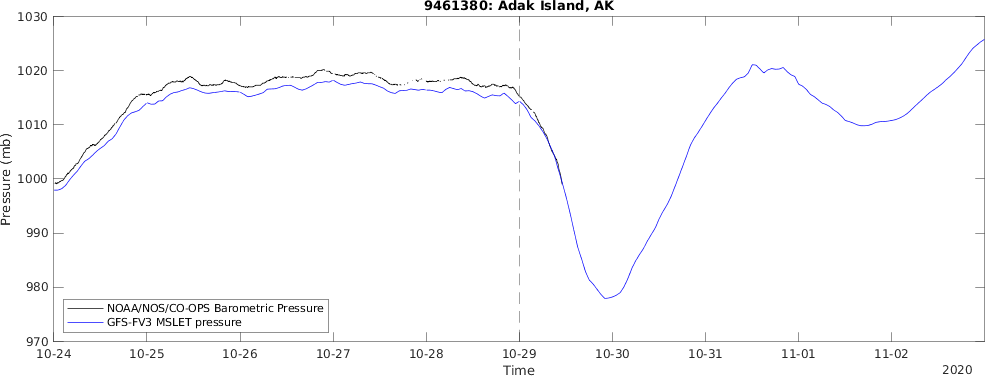 9461380: Adak Island, AK
Pressure (mb)
1030
1020
1010
1000
990
980
970
NOAA/NOS/CO-OPS Barometric Pressure
GFS-FV3 MSLET pressure
10-24 10-25 10-26 10-27 10-28 10-29 10-30 10-31 11-01 11-02
Time
2020